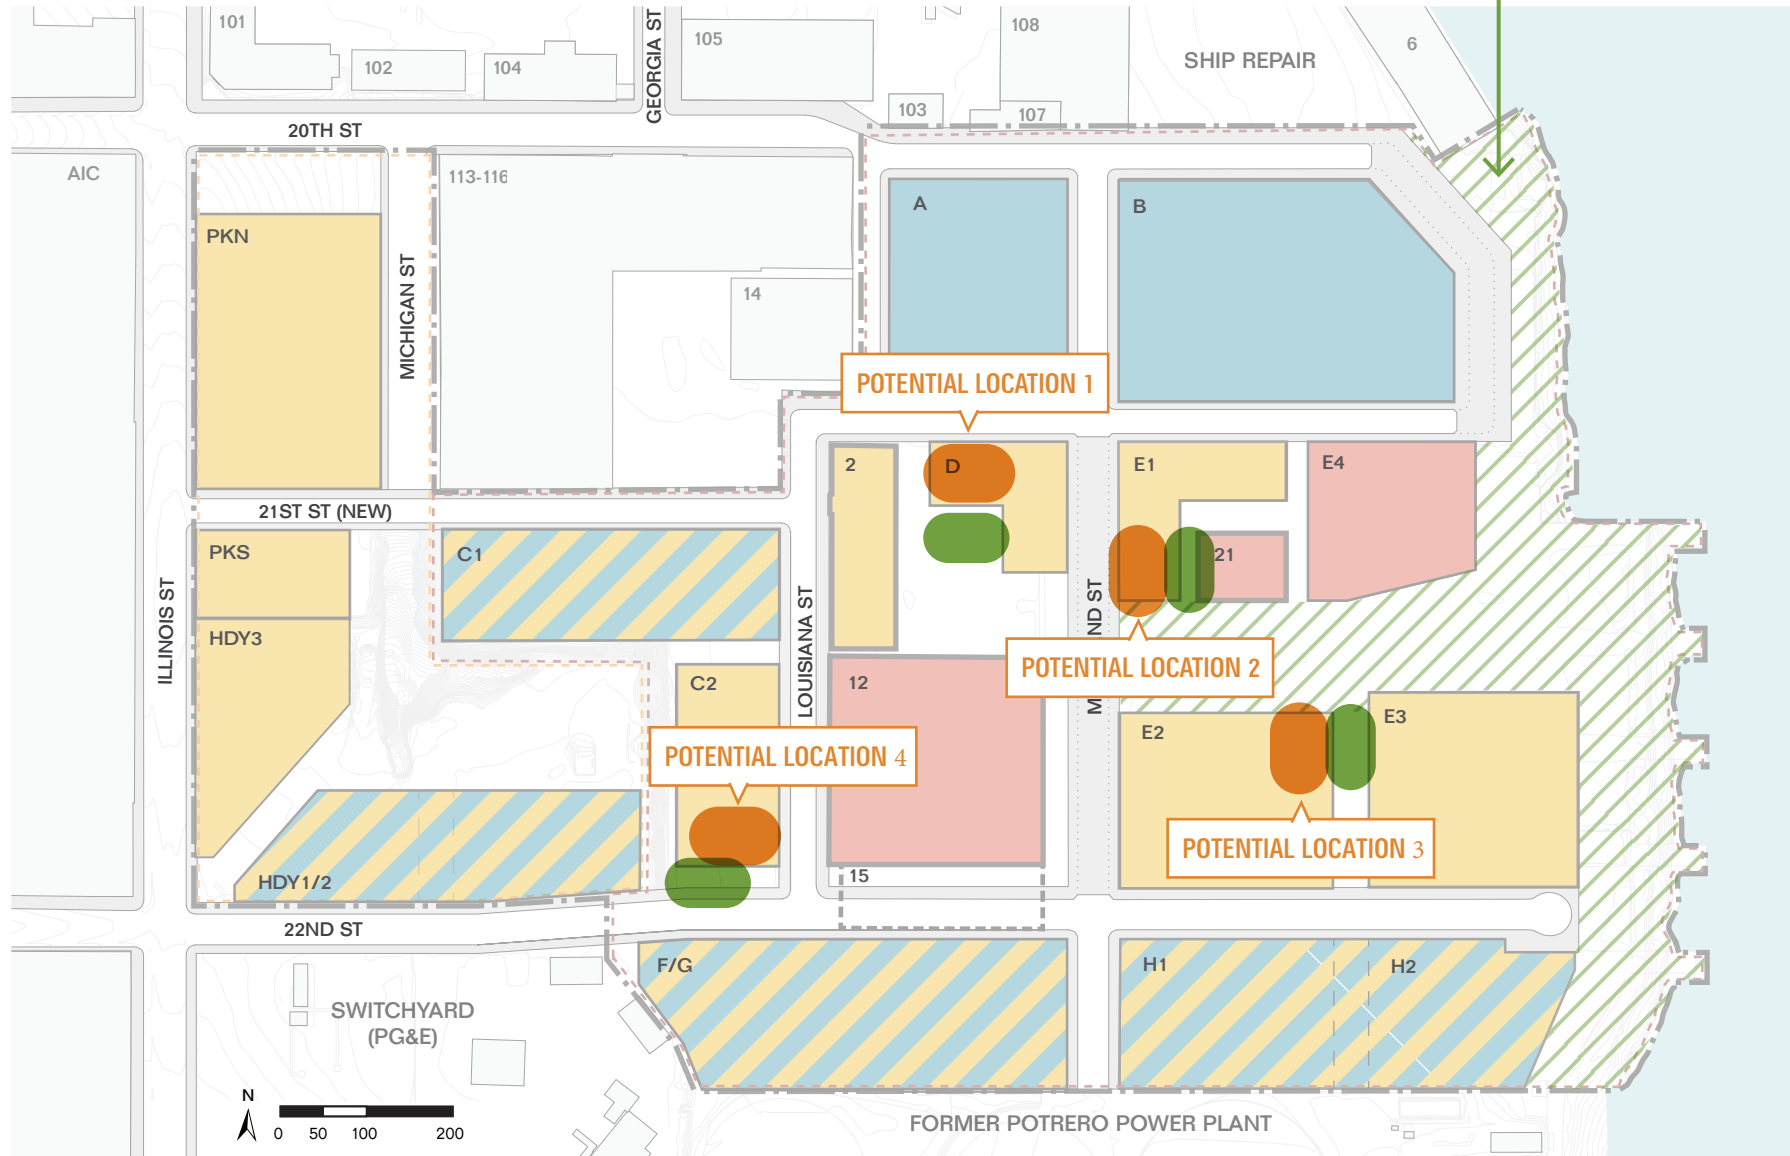 101
102
104
GEORGIA ST
105
108
103
107
SHIP REPAIR
6
20TH ST
AIC
113-116
PKN
MICHIGAN ST
14
A
B
POTENTIAL LOCATION 1
2
D
E1
E4
21ST ST (NEW)
PKS
C1
21
ILLINOIS ST
HDY3
LOUISIANA ST
ND ST
M
POTENTIAL LOCATION 2
C2
12
E2
E3
POTENTIAL LOCATION 4
POTENTIAL LOCATION 3
HDY1/2
15
22ND ST
F/G
H1
H2
SWITCHYARD
(PG&E)
N
0 50 100 200
FORMER POTRERO POWER PLANT